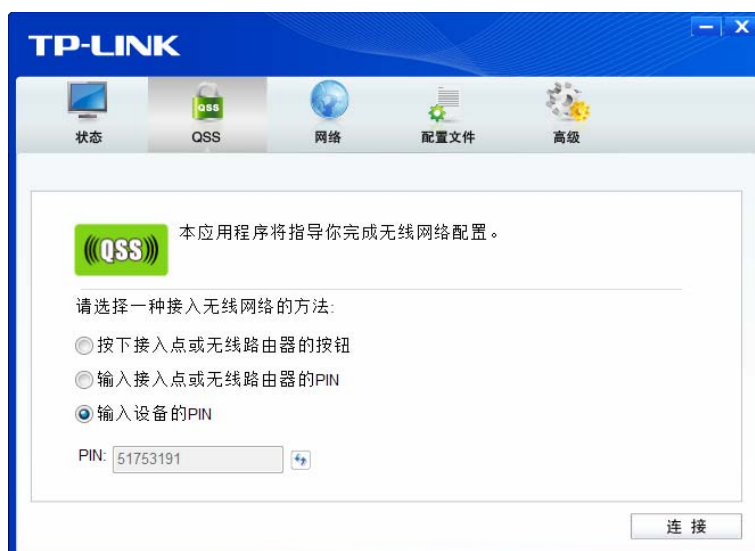 TP-LINK
状态 QSS 网络 配置文件 高级
QSS 本应用程序将指导你完成无线网络配置。
请选择一种接入无线网络的方法:
按下接入点或无线路由器的按钮
输入接入点或无线路由器的PIN
输入设备的PIN
PIN: 51753191
连 接